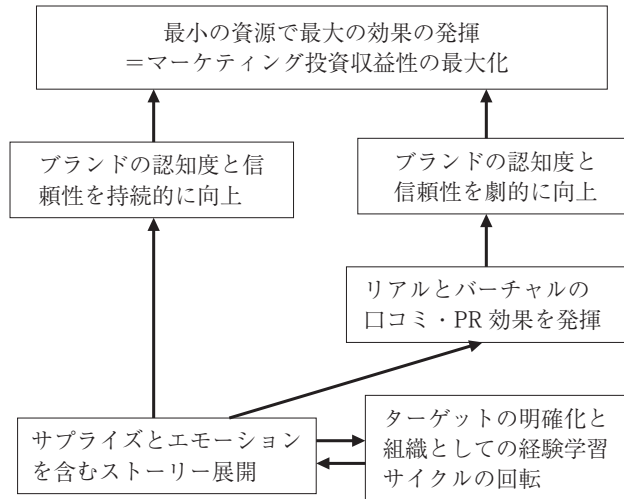 最小の資源で最大の効果の発揮
＝マーケティング投資収益性の最大化
ブランドの認知度と信
頼性を持続的に向上
ブランドの認知度と
信頼性を劇的に向上
リアルとバーチャルの
口コミ・PR 効果を発揮
サプライズとエモーション
を含むストーリー展開
ターゲットの明確化と
組織としての経験学習
サイクルの回転